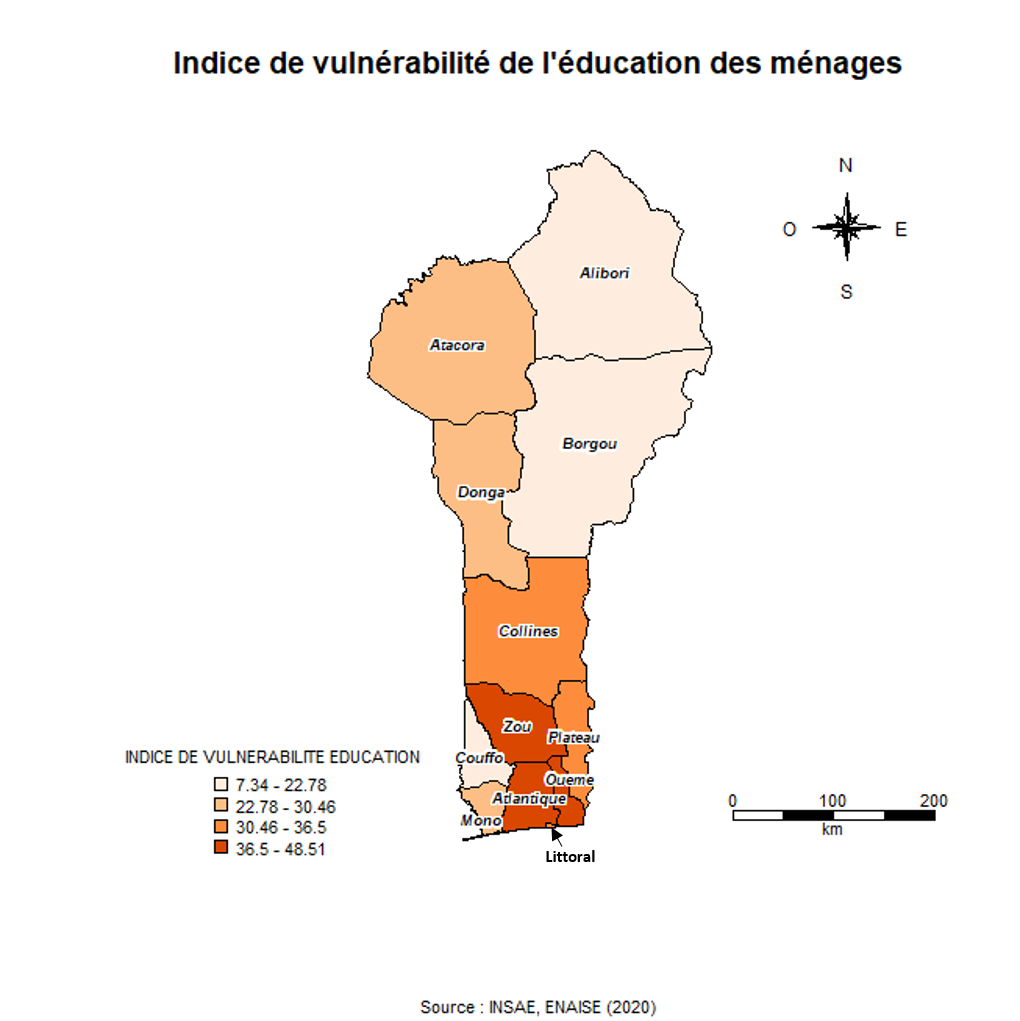 Indice de vulnérabilité de l'éducation des ménages
N
O
E
S
Alibori
Atacora
Borgou
Donga
Collines
Zou
Plateau
Couffo
Oueme
Atlantique
Mono
Littoral
INDICE DE VULNERABILITE EDUCATION
7.34 - 22.78
22.78 - 30.46
30.46 - 36.5
36.5 - 48.51
0 100 200
km
Source : INSAE, ENAISE (2020)